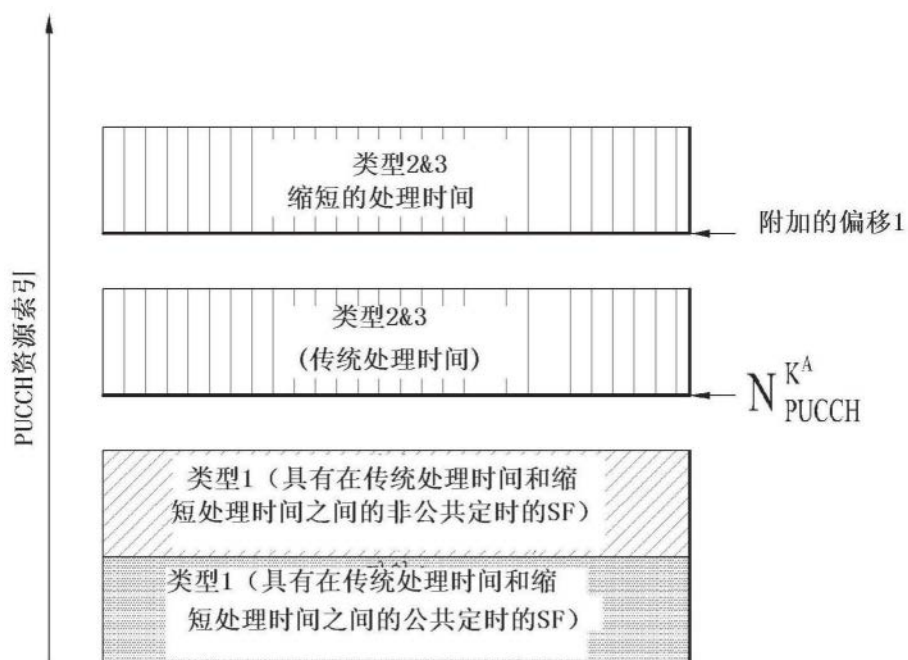 类型2&3
缩短的处理时间
附加的偏移1
类型2&3
(传统处理时间)
N^{K^A}_{PUCCH}
PUCCH资源索引
类型1（具有在传统处理时间和缩
短处理时间之间的非公共定时的SF）
类型1（具有在传统处理时间和缩
短处理时间之间的公共定时的SF）